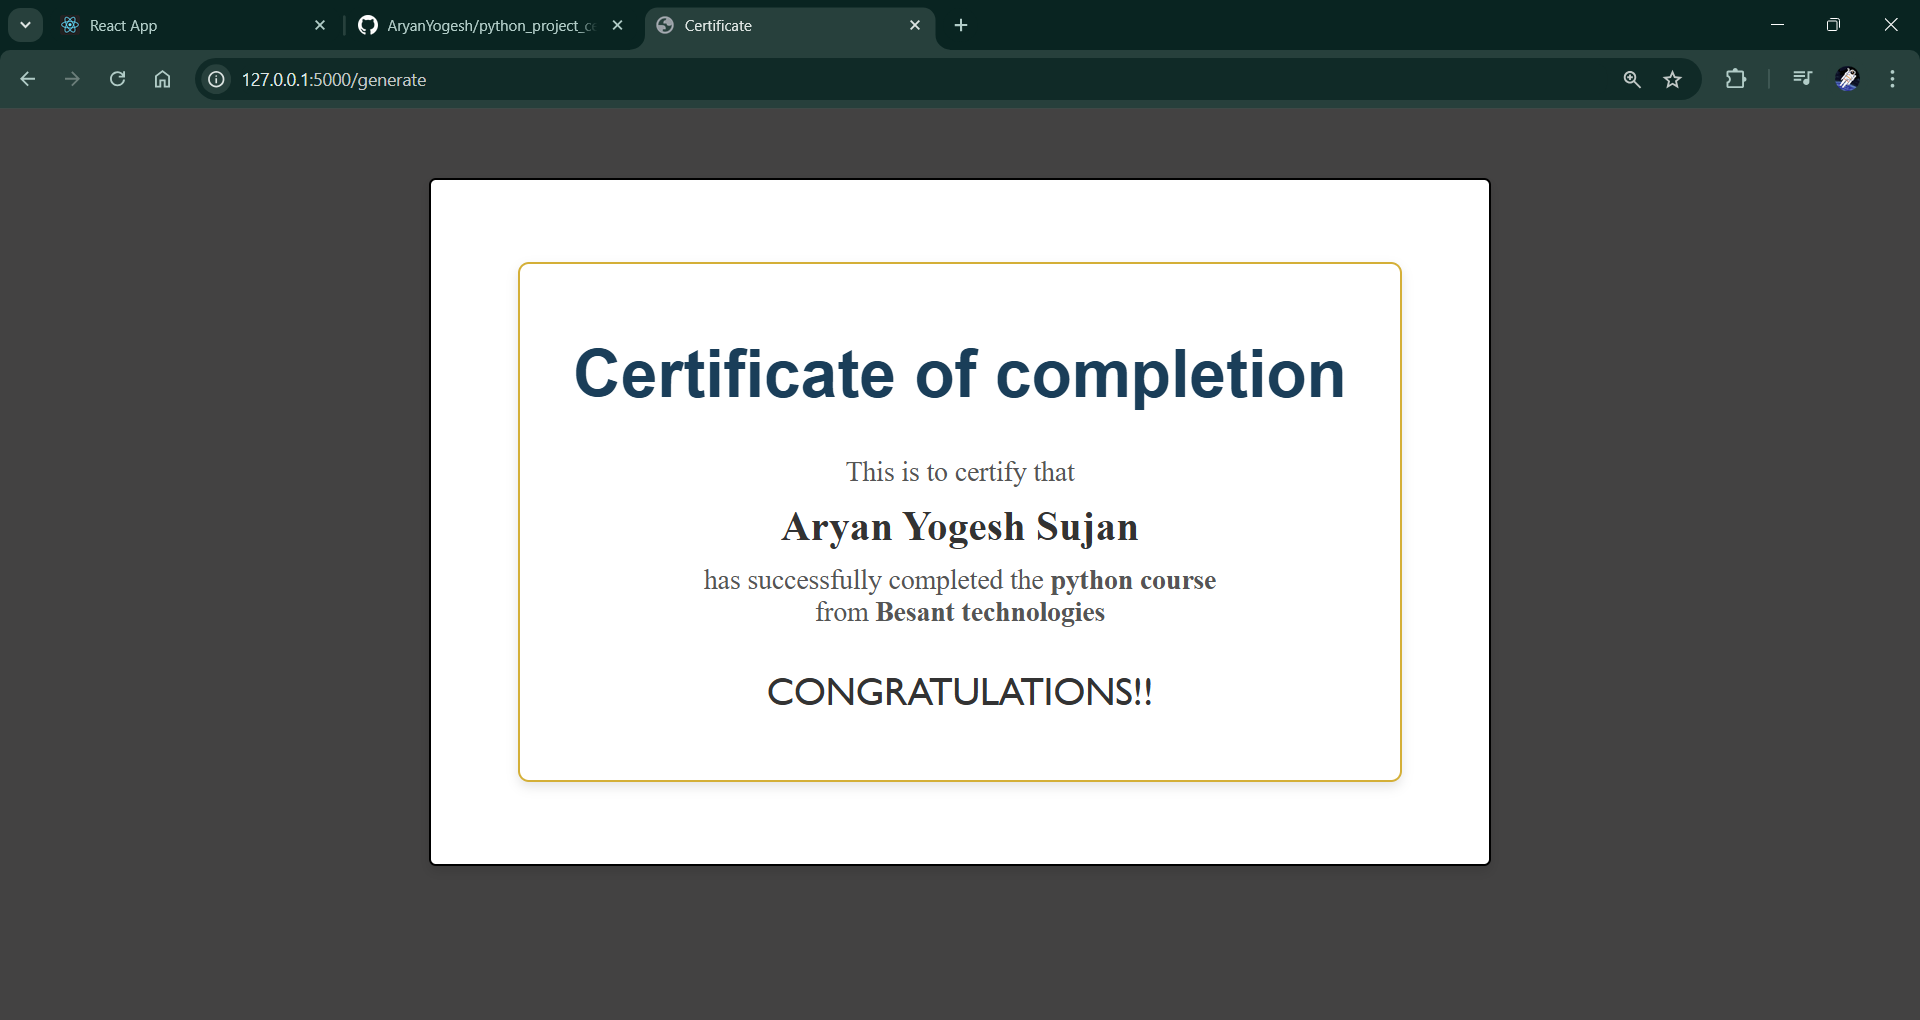 React App
AryanYogesh/python_project_ce
Certificate
127.0.0.1:5000/generate
Certificate of completion
This is to certify that
Aryan Yogesh Sujan
has successfully completed the python course
from Besant technologies
CONGRATULATIONS!!